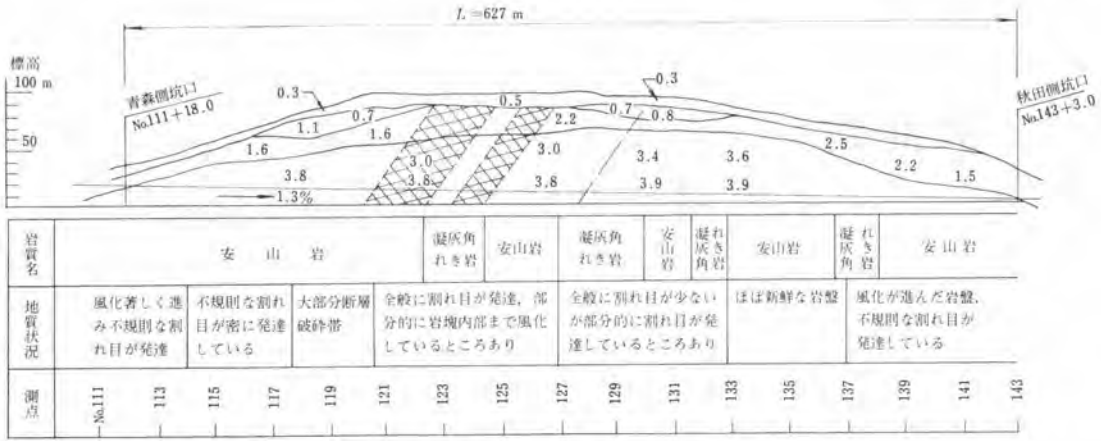 L=627 m
標高
100 m
50
青森側坑口
No.111+18.0
秋田側坑口
No.143+3.0
0.3
0.3
0.5
0.7
1.1
1.6
1.6
2.2
0.7
0.8
2.5
2.2
1.5
3.0
3.0
3.4
3.6
3.8
3.8
3.8
3.9
3.9
1.3%
岩質名
安山岩
凝灰角
れき岩
安山岩
凝灰角
れき岩
安山岩
凝灰角
れき岩
安山岩
凝灰角
れき岩
安山岩
地質状況
風化著しく進
み不規則な割
れ目が発達
不規則な割れ
目が密に発達
している
大部分断層
破砕帯
全般に割れ目が発達，部
分的に岩塊内部まで風化
しているところあり
全般に割れ目が少ない
が部分的に割れ目が発
達しているところあり
ほぼ新鮮な岩盤
風化が進んだ岩盤，
不規則な割れ目が
発達している
測点
No.111
113
115
117
119
121
123
125
127
129
131
133
135
137
139
141
143